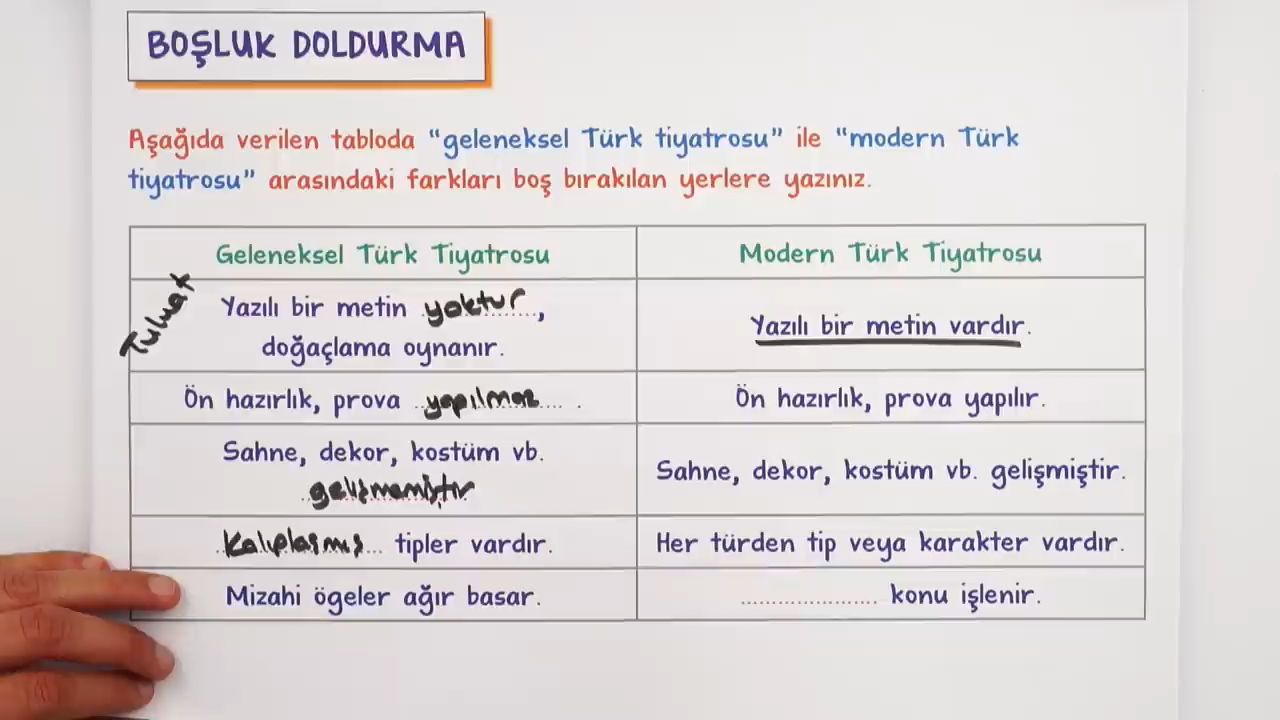 BOŞLUK DOLDURMA
Aşağıda verilen tabloda “geleneksel Türk tiyatrosu” ile “modern Türk
tiyatrosu” arasındaki farkları boş bırakılan yerlere yazınız.
Geleneksel Türk Tiyatrosu
Modern Türk Tiyatrosu
Tuluat
Yazılı bir metin yoktur,
doğaçlama oynanır.
Yazılı bir metin vardır.
Ön hazırlık, prova yapılmaz.
Ön hazırlık, prova yapılır.
Sahne, dekor, kostüm vb.
gelişmemiştir
Sahne, dekor, kostüm vb. gelişmiştir.
Kalıplaşmış tipler vardır.
Her türden tip veya karakter vardır.
Mizahi ögeler ağır basar.
.................... konu işlenir.